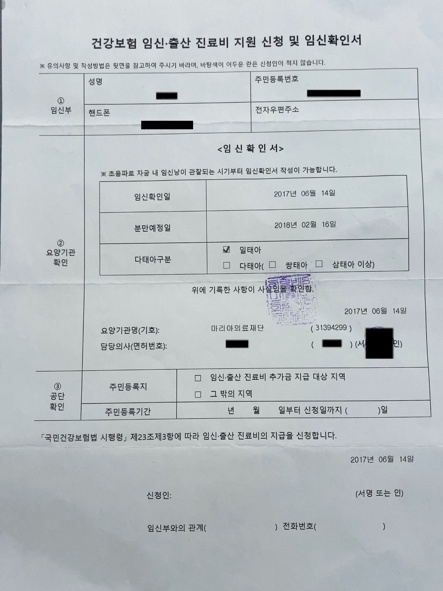 건강보험 임신·출산 진료비 지원 신청 및 임신확인서
※ 유의사항 및 작성방법은 뒷면을 참고하여 주시기 바라며, 바탕색이 어두운 란은 신청인이 적지 않습니다.
① 임신부
성명
주민등록번호
핸드폰
전자우편주소
② 요양기관 확인
<임신확인서>
※ 초음파로 자궁 내 임신낭이 관찰되는 시기부터 임신확인서 작성이 가능합니다.
임신확인일 2017년 06월 14일
분만예정일 2018년 02월 16일
다태아구분 ☑ 일태아
□ 다태아( □ 쌍태아 □ 삼태아 이상)
위에 기록한 사항이 사실임을 확인함.
2017년 06월 14일
요양기관명(기호): 마리아의료재단 ( 31394299 )
담당의사(면허번호): ( ) (서 인)
③ 공단 확인
주민등록지 □ 임신·출산 진료비 추가금 지급 대상 지역
□ 그 밖의 지역
주민등록기간 년 월 일부터 신청일까지 ( )일
「국민건강보험법 시행령」 제23조제3항에 따라 임신·출산 진료비의 지급을 신청합니다.
2017년 06월 14일
신청인: (서명 또는 인)
임신부와의 관계( ) 전화번호( )